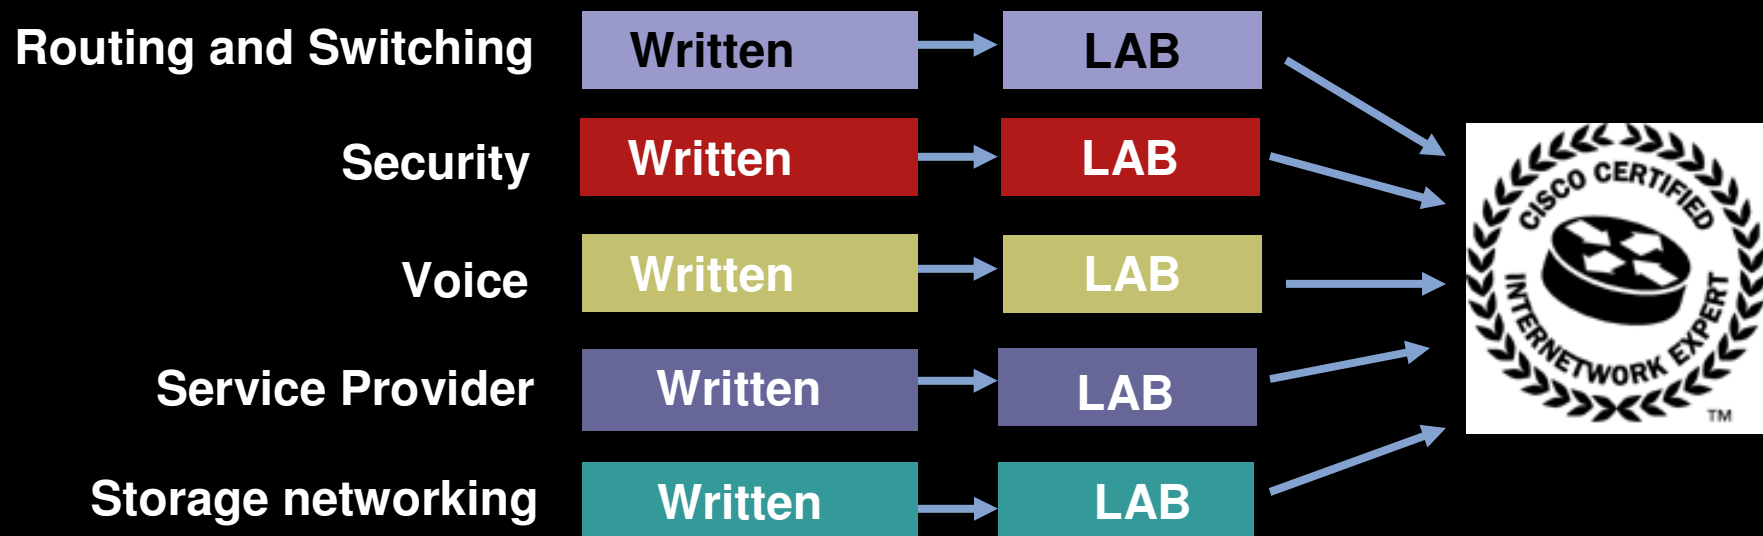 Routing and Switching Written LAB
Security Written LAB
Voice Written LAB
Service Provider Written LAB
Storage networking Written LAB
CISCO CERTIFIED
INTERNETWORK EXPERT
TM